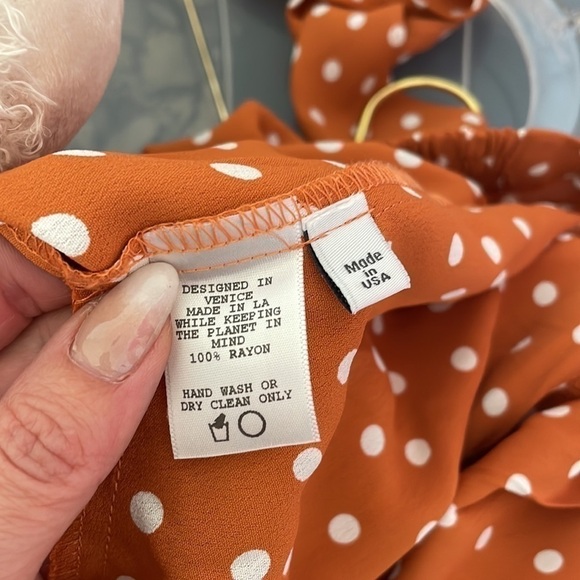 DESIGNED IN
VENICE
MADE IN LA
WHILE KEEPING
THE PLANET IN
MIND
100% RAYON
HAND WASH OR
DRY CLEAN ONLY
Made
in
USA